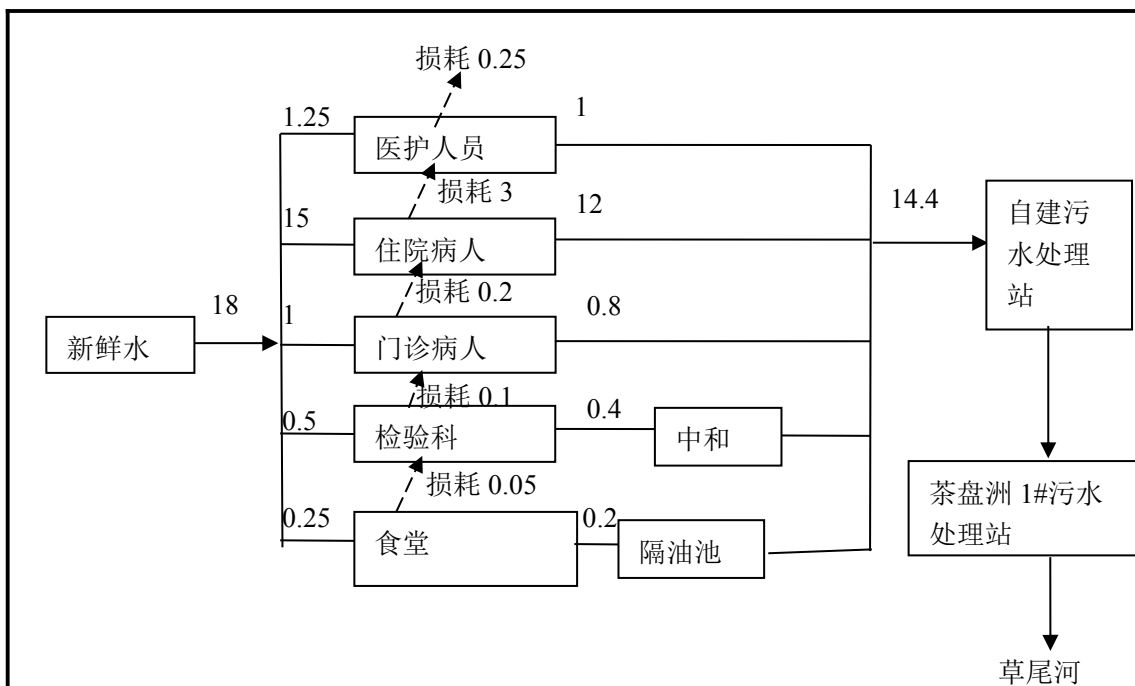 损耗 0.25
1.25
1
医护人员
损耗 3
15
12
14.4
住院病人
自建污
水处理
站
损耗 0.2
18
1
0.8
新鲜水
门诊病人
损耗 0.1
0.5
0.4
检验科
中和
损耗 0.05
茶盘洲 1#污水
处理站
0.25
0.2
食堂
隔油池
草尾河